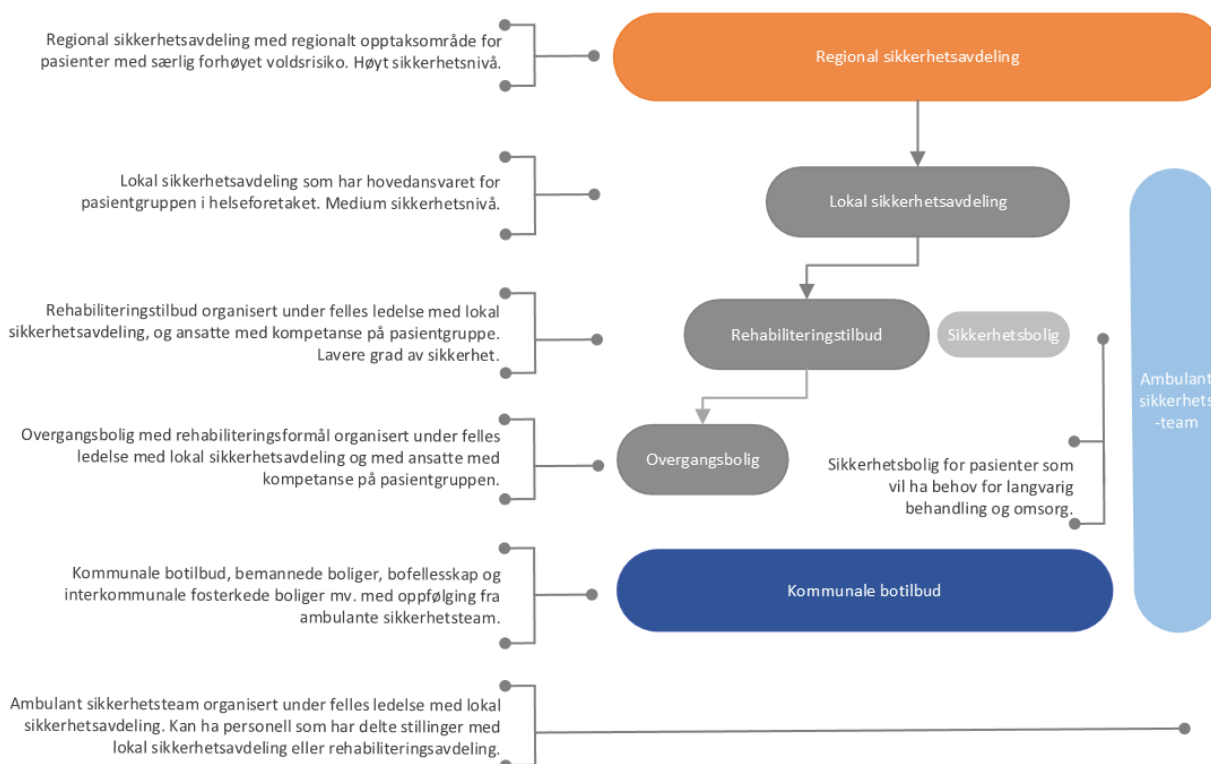 Regional sikkerhetsavdeling med regionalt opptaksområde for
pasienter med særlig forhøyet voldsrisiko. Høyt sikkerhetsnivå.
Regional sikkerhetsavdeling
Lokal sikkerhetsavdeling som har hovedansvaret for
pasientgruppen i helseforetaket. Medium sikkerhetsnivå.
Lokal sikkerhetsavdeling
Rehabiliteringstilbud organisert under felles ledelse med lokal
sikkerhetsavdeling, og ansatte med kompetanse på pasientgruppe.
Lavere grad av sikkerhet.
Rehabiliteringstilbud
Sikkerhetsbolig
Ambulant
sikkerhets
-team
Overgangsbolig med rehabiliteringsformål organisert under felles
ledelse med lokal sikkerhetsavdeling og med ansatte med
kompetanse på pasientgruppen.
Overgangsbolig
Sikkerhetsbolig for pasienter som
vil ha behov for langvarig
behandling og omsorg.
Kommunale botilbud, bemannede boliger, bofellesskap og
interkommunale fosterkede boliger mv. med oppfølging fra
ambulante sikkerhetsteam.
Kommunale botilbud
Ambulant sikkerhetsteam organisert under felles ledelse med lokal
sikkerhetsavdeling. Kan ha personell som har delte stillinger med
lokal sikkerhetsavdeling eller rehabiliteringsavdeling.